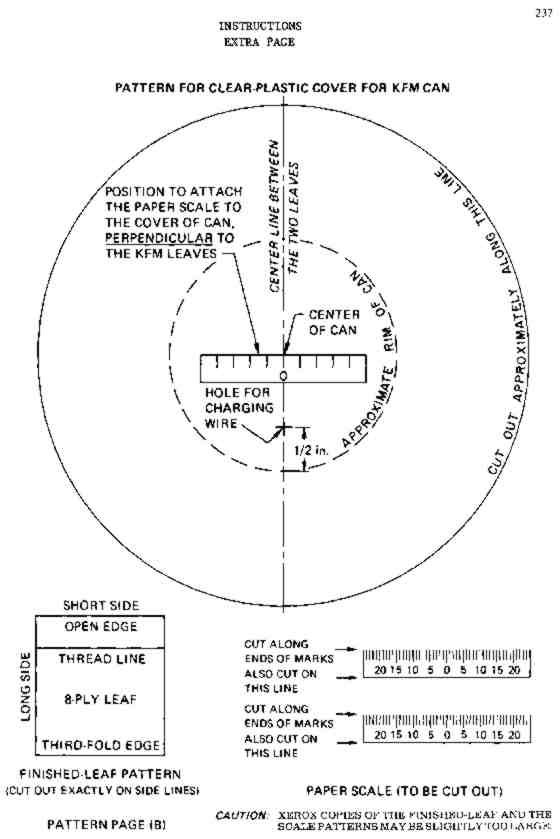 237
INSTRUCTIONS
EXTRA PAGE
PATTERN FOR CLEAR-PLASTIC COVER FOR KFM CAN
CENTER LINE BETWEEN
THE TWO LEAVES
POSITION TO ATTACH
THE PAPER SCALE TO
THE COVER OF CAN,
PERPENDICULAR TO
THE KFM LEAVES
CUT OUT APPROXIMATELY ALONG THIS LINE
APPROXIMATE RIM OF CAN
CENTER
OF CAN
0
HOLE FOR
CHARGING
WIRE
1/2 in.
SHORT SIDE
OPEN EDGE
LONG SIDE
THREAD LINE
8-PLY LEAF
THIRD-FOLD EDGE
FINISHED-LEAF PATTERN
(CUT OUT EXACTLY ON SIDE LINES)
PATTERN PAGE (B)
CUT ALONG
ENDS OF MARKS
ALSO CUT ON
THIS LINE
20 15 10 5 0 5 10 15 20
CUT ALONG
ENDS OF MARKS
ALSO CUT ON
THIS LINE
20 15 10 5 0 5 10 15 20
PAPER SCALE (TO BE CUT OUT)
CAUTION: XEROX COPIES OF THE FINISHED-LEAF AND THE
SCALE PATTERNS MAY BE SLIGHTLY TOO LARGE.